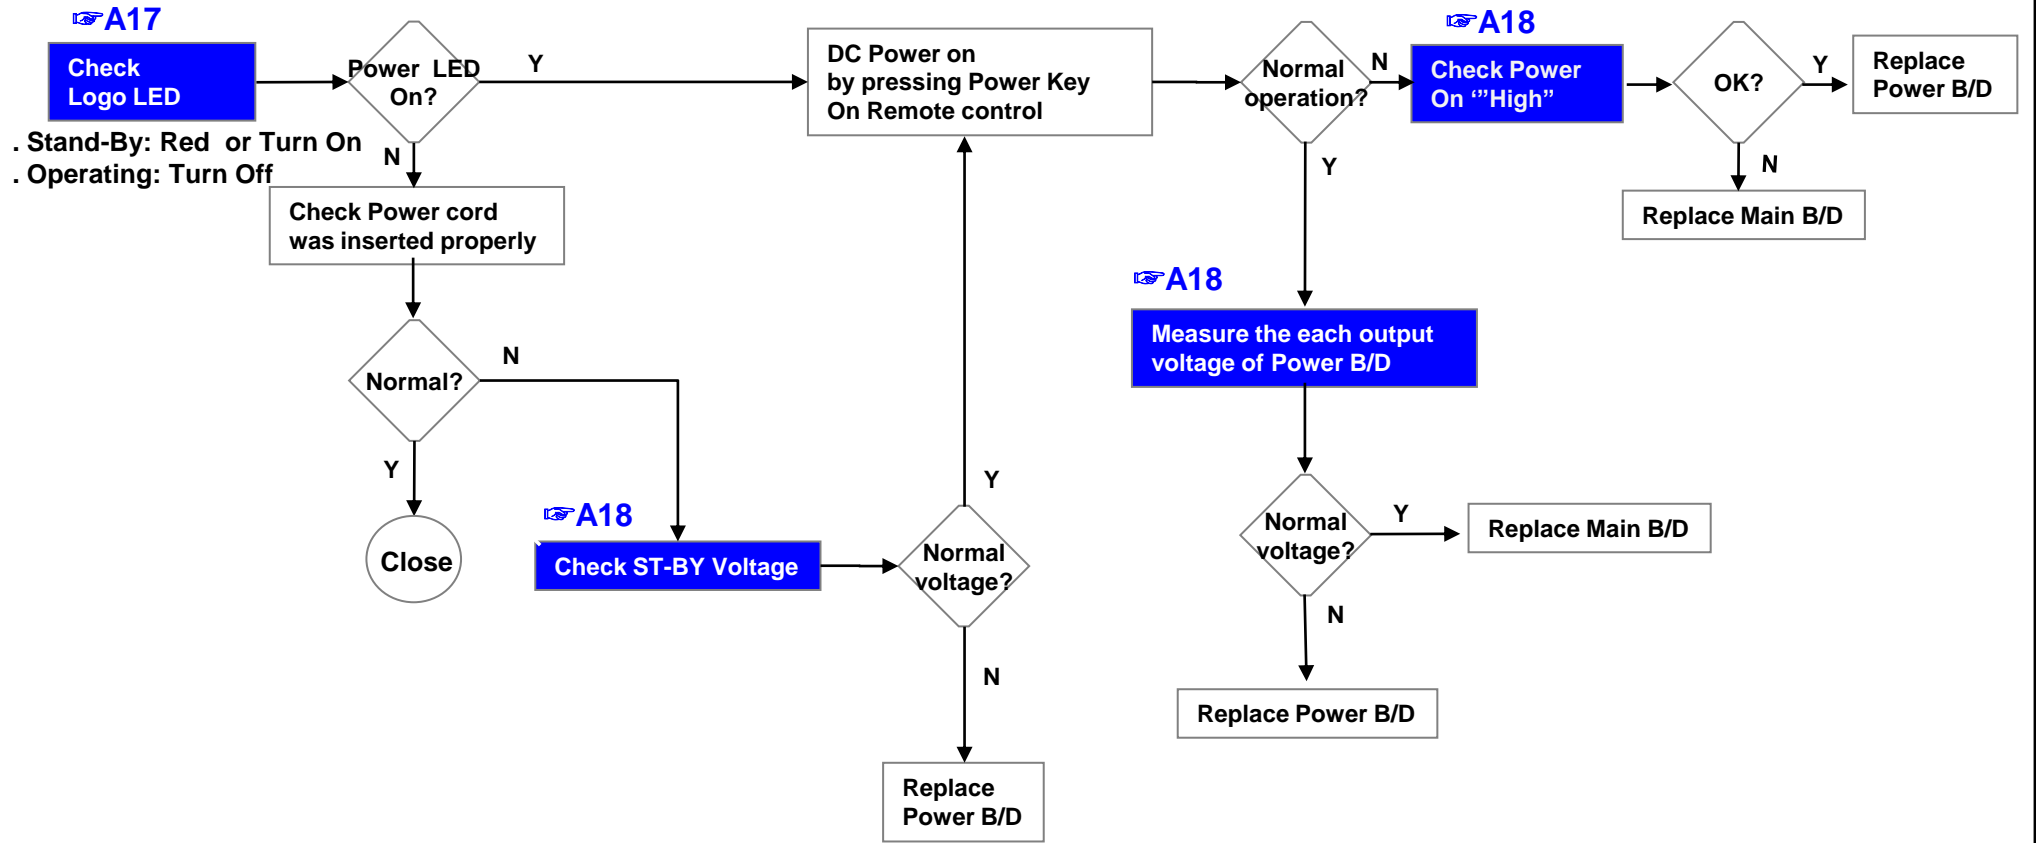 ☞A17
Check
Logo LED
. Stand-By: Red or Turn On
. Operating: Turn Off
Power LED
On?
Y
N
Check Power cord
was inserted properly
Normal?
N
Y
Close
☞A18
Check ST-BY Voltage
Normal
voltage?
Y
N
Replace
Power B/D
DC Power on
by pressing Power Key
On Remote control
Normal
operation?
N
Y
☞A18
Check Power
On ‘”High”
OK?
Y
Replace
Power B/D
N
Replace Main B/D
☞A18
Measure the each output
voltage of Power B/D
Normal
voltage?
Y
Replace Main B/D
N
Replace Power B/D